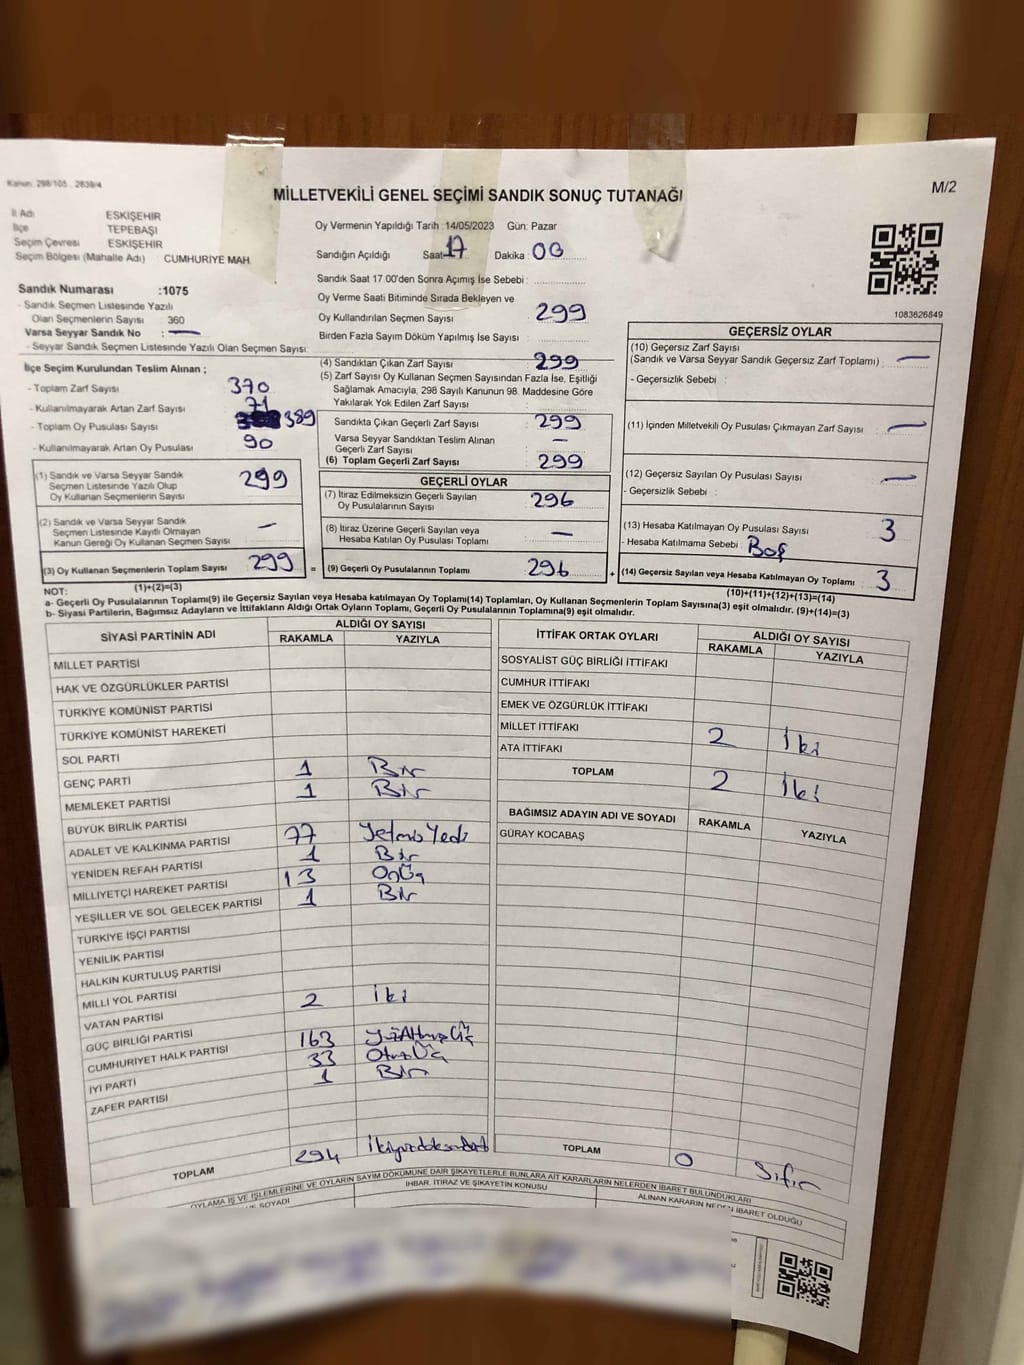 Kanun: 298/105 , 2839/4
MİLLETVEKİLİ GENEL SEÇİMİ SANDIK SONUÇ TUTANAĞI
M/2
İl Adı ESKİŞEHİR
İlçe TEPEBAŞI
Seçim Çevresi ESKİŞEHİR
Seçim Bölgesi (Mahalle Adı) CUMHURIYE MAH.
Oy Vermenin Yapıldığı Tarih :14/05/2023 Gün: Pazar
Sandığın Açıldığı Saat: 17 Dakika : 00
Sandık Saat 17.00'den Sonra Açımış İse Sebebi :
Oy Verme Saati Bitiminde Sırada Bekleyen ve
Oy Kullandırılan Seçmen Sayısı : 299
Birden Fazla Sayım Döküm Yapılmış İse Sayısı :
1083626849
Sandık Numarası :1075
- Sandık Seçmen Listesinde Yazılı
Olan Seçmenlerin Sayısı 360
Varsa Seyyar Sandık No : —
- Seyyar Sandık Seçmen Listesinde Yazılı Olan Seçmen Sayısı:
İlçe Seçim Kurulundan Teslim Alınan ;
- Toplam Zarf Sayısı 370
- Kullanılmayarak Artan Zarf Sayısı 71
- Toplam Oy Pusulası Sayısı 389
- Kullanılmayarak Artan Oy Pusulası 90
(1) Sandık ve Varsa Seyyar Sandık
Seçmen Listesinde Yazılı Olup
Oy Kullanan Seçmenlerin Sayısı 299
(2) Sandık ve Varsa Seyyar Sandık
Seçmen Listesinde Kayıtlı Olmayan
Kanun Gereği Oy Kullanan Seçmen Sayısı : —
(3) Oy Kullanan Seçmenlerin Toplam Sayısı 299
(1)+(2)=(3)
(4) Sandıktan Çıkan Zarf Sayısı : 299
(5) Zarf Sayısı Oy Kullanan Seçmen Sayısından Fazla İse, Eşitliği
Sağlamak Amacıyla, 298 Sayılı Kanunun 98. Maddesine Göre
Yakılarak Yok Edilen Zarf Sayısı :
Sandıkta Çıkan Geçerli Zarf Sayısı : 299
Varsa Seyyar Sandıktan Teslim Alınan
Geçerli Zarf Sayısı : —
(6) Toplam Geçerli Zarf Sayısı : 299
GEÇERLİ OYLAR
(7) İtiraz Edilmeksizin Geçerli Sayılan
Oy Pusulalarının Sayısı : 296
(8) İtiraz Üzerine Geçerli Sayılan veya
Hesaba Katılan Oy Pusulası Toplamı : —
= (9) Geçerli Oy Pusulalarının Toplamı : 296 +
GEÇERSİZ OYLAR
(10) Geçersiz Zarf Sayısı
(Sandık ve Varsa Seyyar Sandık Geçersiz Zarf Toplamı) : —
- Geçersizlik Sebebi :
(11) İçinden Milletvekili Oy Pusulası Çıkmayan Zarf Sayısı : —
(12) Geçersiz Sayılan Oy Pusulası Sayısı : —
- Geçersizlik Sebebi :
(13) Hesaba Katılmayan Oy Pusulası Sayısı : 3
- Hesaba Katılmama Sebebi : Boş
(14) Geçersiz Sayılan veya Hesaba Katılmayan Oy Toplamı : 3
(10)+(11)+(12)+(13)=(14)
NOT:
a- Geçerli Oy Pusulalarının Toplamı(9) ile Geçersiz Sayılan veya Hesaba katılmayan Oy Toplamı(14) Toplamları, Oy Kullanan Seçmenlerin Toplam Sayısına(3) eşit olmalıdır. (9)+(14)=(3)
b- Siyasi Partilerin, Bağımsız Adayların ve İttifakların Aldığı Ortak Oyların Toplamı, Geçerli Oy Pusulalarının Toplamına(9) eşit olmalıdır.
SİYASİ PARTİNİN ADI ALDIĞI OY SAYISI
RAKAMLA YAZIYLA
MİLLET PARTİSİ
HAK VE ÖZGÜRLÜKLER PARTİSİ
TÜRKİYE KOMÜNİST PARTİSİ
TÜRKİYE KOMÜNİST HAREKETİ
SOL PARTİ
GENÇ PARTİ 1 Bir
MEMLEKET PARTİSİ 1 Bir
BÜYÜK BİRLİK PARTİSİ
ADALET VE KALKINMA PARTİSİ 77 Yetmiş Yedi
YENİDEN REFAH PARTİSİ 1 Bir
MİLLİYETÇİ HAREKET PARTİSİ 13 OnÜç
YEŞİLLER VE SOL GELECEK PARTİSİ 1 Bir
TÜRKİYE İŞÇİ PARTİSİ
YENİLİK PARTİSİ
HALKIN KURTULUŞ PARTİSİ
MİLLİ YOL PARTİSİ
VATAN PARTİSİ 2 iki
GÜÇ BİRLİĞİ PARTİSİ
CUMHURİYET HALK PARTİSİ 163 YüzAltmışÜç
İYİ PARTİ 33 OtuzÜç
ZAFER PARTİSİ 1 Bir
TOPLAM 294 ikiyüzdoksandört
İTTİFAK ORTAK OYLARI ALDIĞI OY SAYISI
RAKAMLA YAZIYLA
SOSYALİST GÜÇ BİRLİĞİ İTTİFAKI
CUMHUR İTTİFAKI
EMEK VE ÖZGÜRLÜK İTTİFAKI
MİLLET İTTİFAKI 2 İki
ATA İTTİFAKI
TOPLAM 2 İki
BAĞIMSIZ ADAYIN ADI VE SOYADI RAKAMLA YAZIYLA
GÜRAY KOCABAŞ
TOPLAM 0 Sıfır
OYLAMA İŞ VE İŞLEMLERİNE VE OYLARIN SAYIM DÖKÜMÜNE DAİR ŞİKAYETLERLE BUNLARA AİT KARARLARIN NELERDEN İBARET BULUNDUKLARI
SOYADI İHBAR, İTİRAZ VE ŞİKAYETİN KONUSU ALINAN KARARIN NEDEN İBARET OLDUĞU